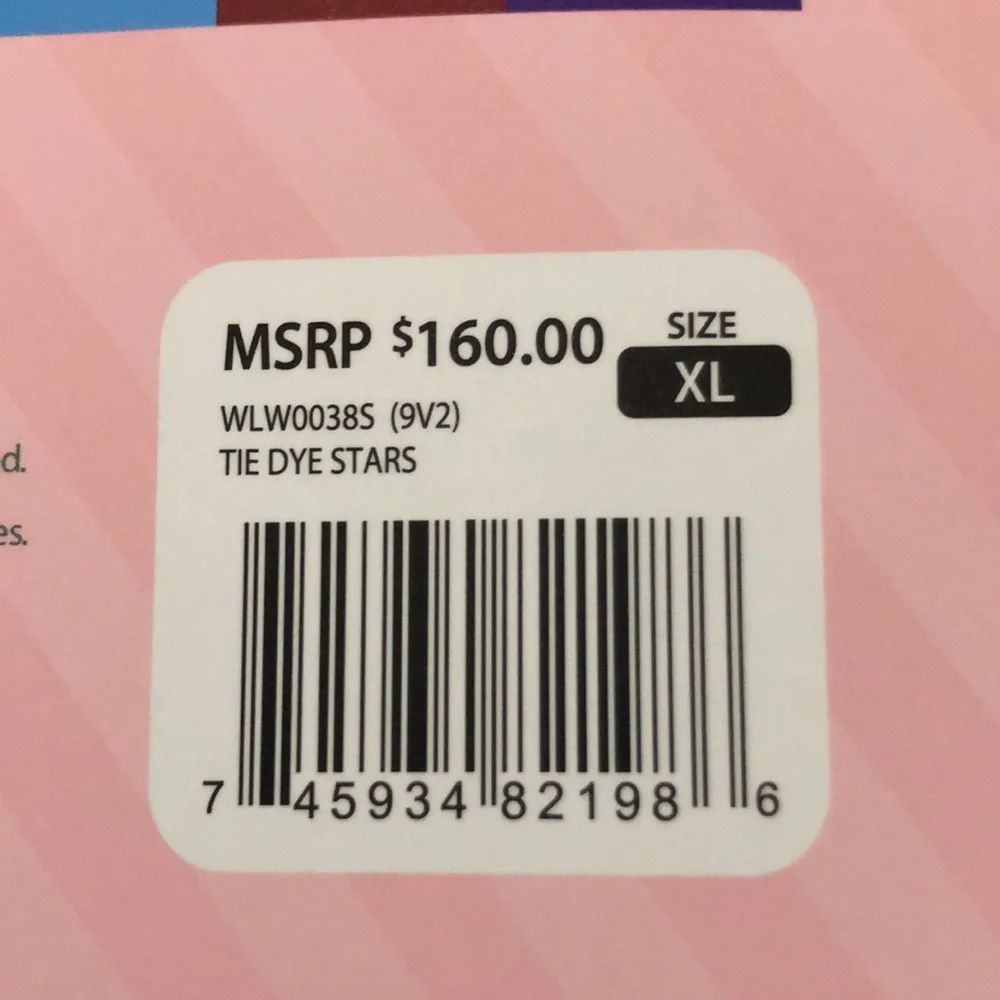 MSRP $160.00
SIZE
XL
WLW0038S (9V2)
TIE DYE STARS
d.
es.
7 45934 82198 6